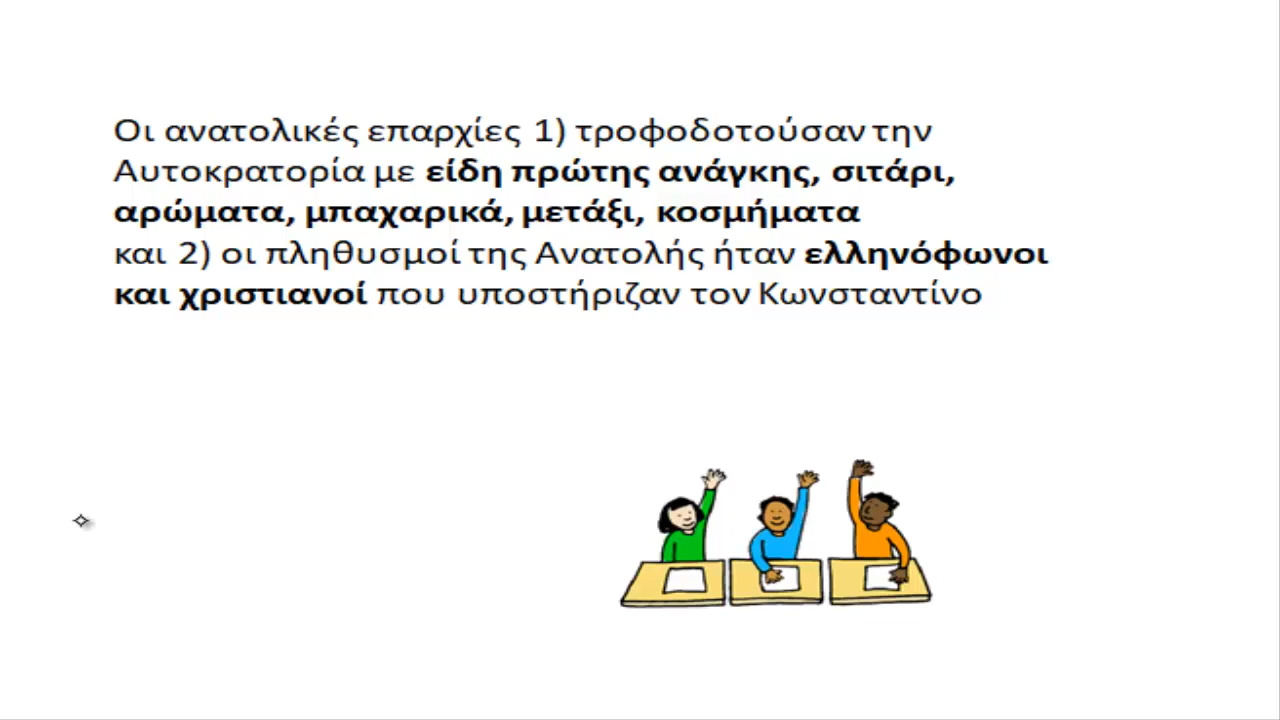 Οι ανατολικές επαρχίες 1) τροφοδοτούσαν την
Αυτοκρατορία με είδη πρώτης ανάγκης, σιτάρι,
αρώματα, μπαχαρικά, μετάξι, κοσμήματα
και 2) οι πληθυσμοί της Ανατολής ήταν ελληνόφωνοι
και χριστιανοί που υποστήριζαν τον Κωνσταντίνο